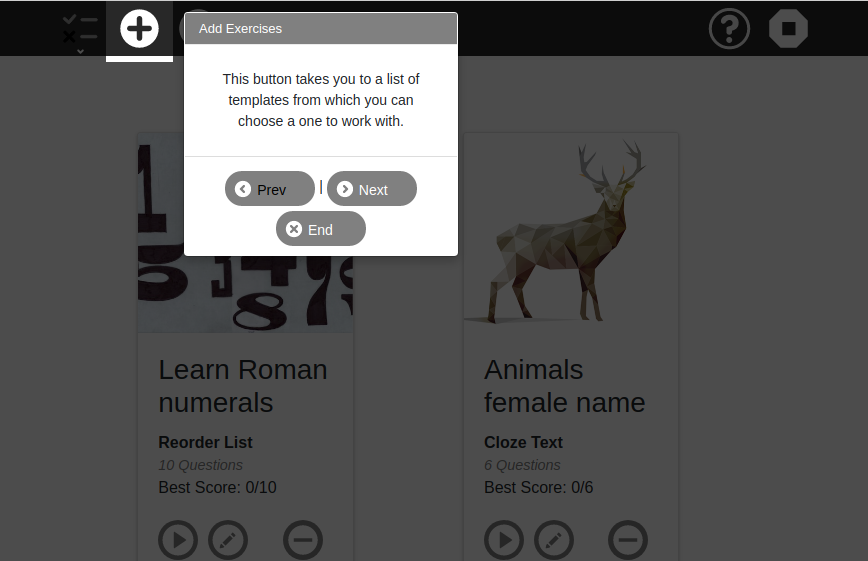 Add Exercises
This button takes you to a list of
templates from which you can
choose a one to work with.
Prev | Next
End
Learn Roman
numerals
Reorder List
10 Questions
Best Score: 0/10
Animals
female name
Cloze Text
6 Questions
Best Score: 0/6